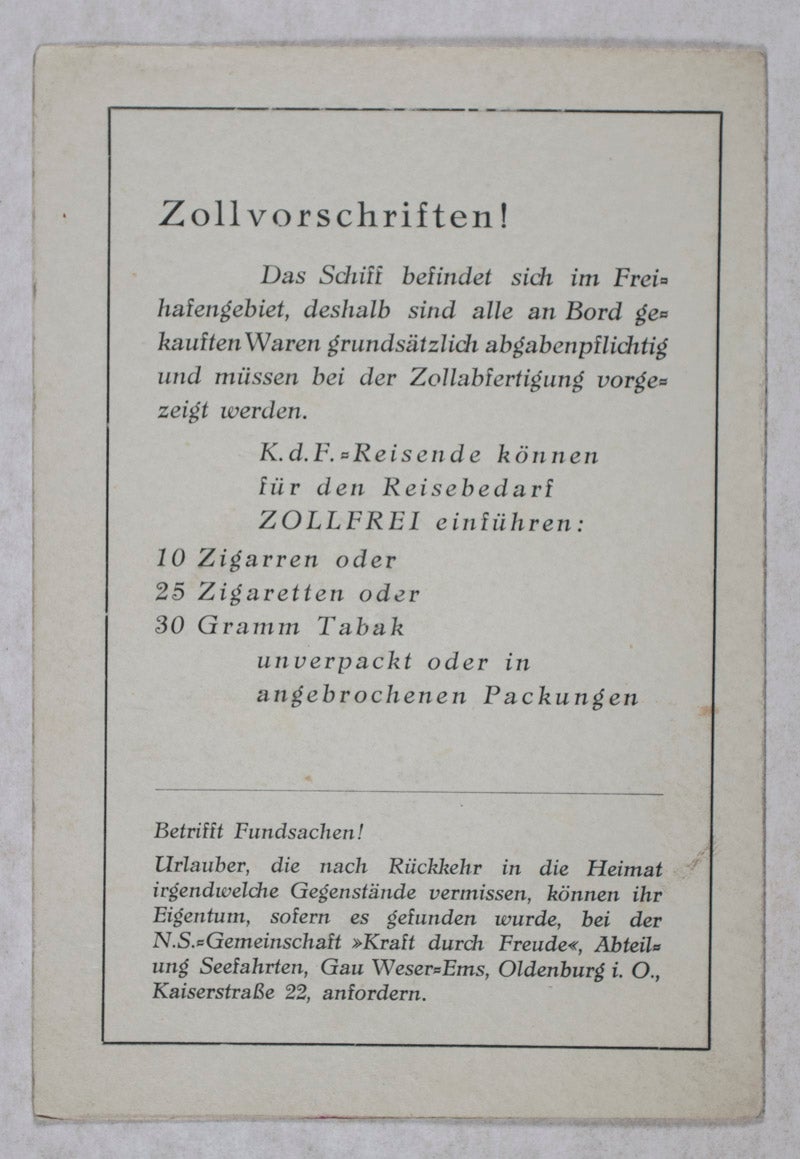 Zollvorschriften!
Das Schiff befindet sich im Frei=
hafengebiet, deshalb sind alle an Bord ge=
kauften Waren grundsätzlich abgabenpflichtig
und müssen bei der Zollabfertigung vorge=
zeigt werden.
K. d. F.=Reisende können
für den Reisebedarf
ZOLLFREI einführen:
10 Zigarren oder
25 Zigaretten oder
30 Gramm Tabak
unverpackt oder in
angebrochenen Packungen
Betrifft Fundsachen!
Urlauber, die nach Rückkehr in die Heimat
irgendwelche Gegenstände vermissen, können ihr
Eigentum, sofern es gefunden wurde, bei der
N.S.=Gemeinschaft »Kraft durch Freude«, Abteil=
ung Seefahrten, Gau Weser=Ems, Oldenburg i. O.,
Kaiserstraße 22, anfordern.